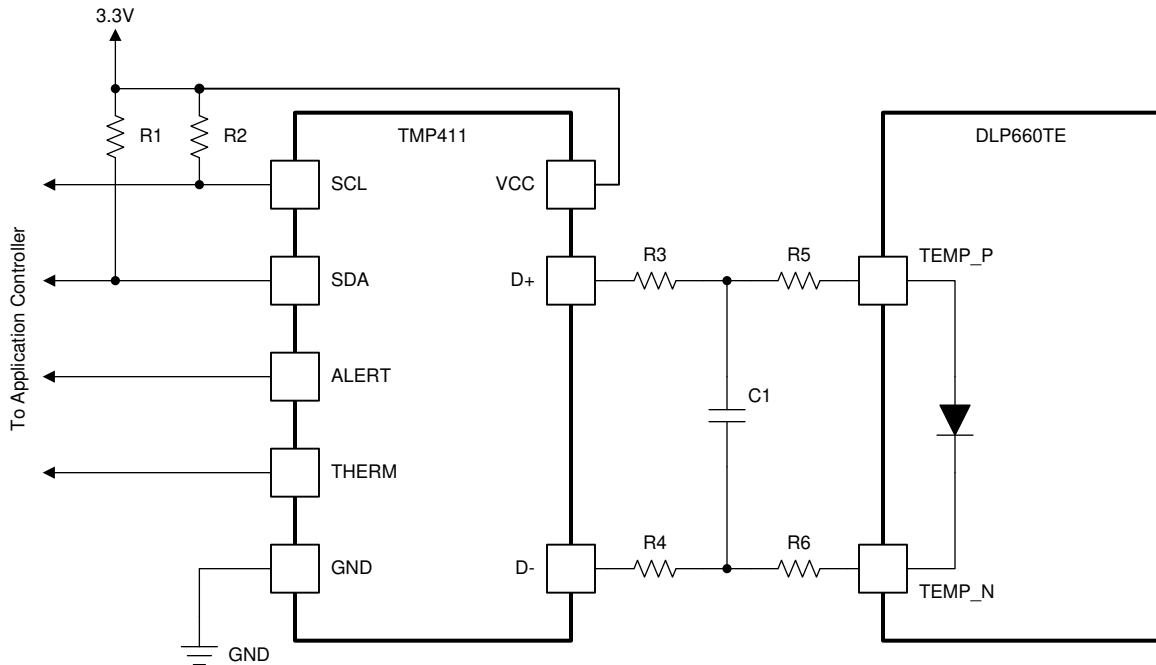 3.3V
R1
R2
TMP411
DLP660TE
SCL
VCC
R3
R5
TEMP_P
SDA
D+
To Application Controller
ALERT
C1
THERM
R4
R6
GND
D-
TEMP_N
GND